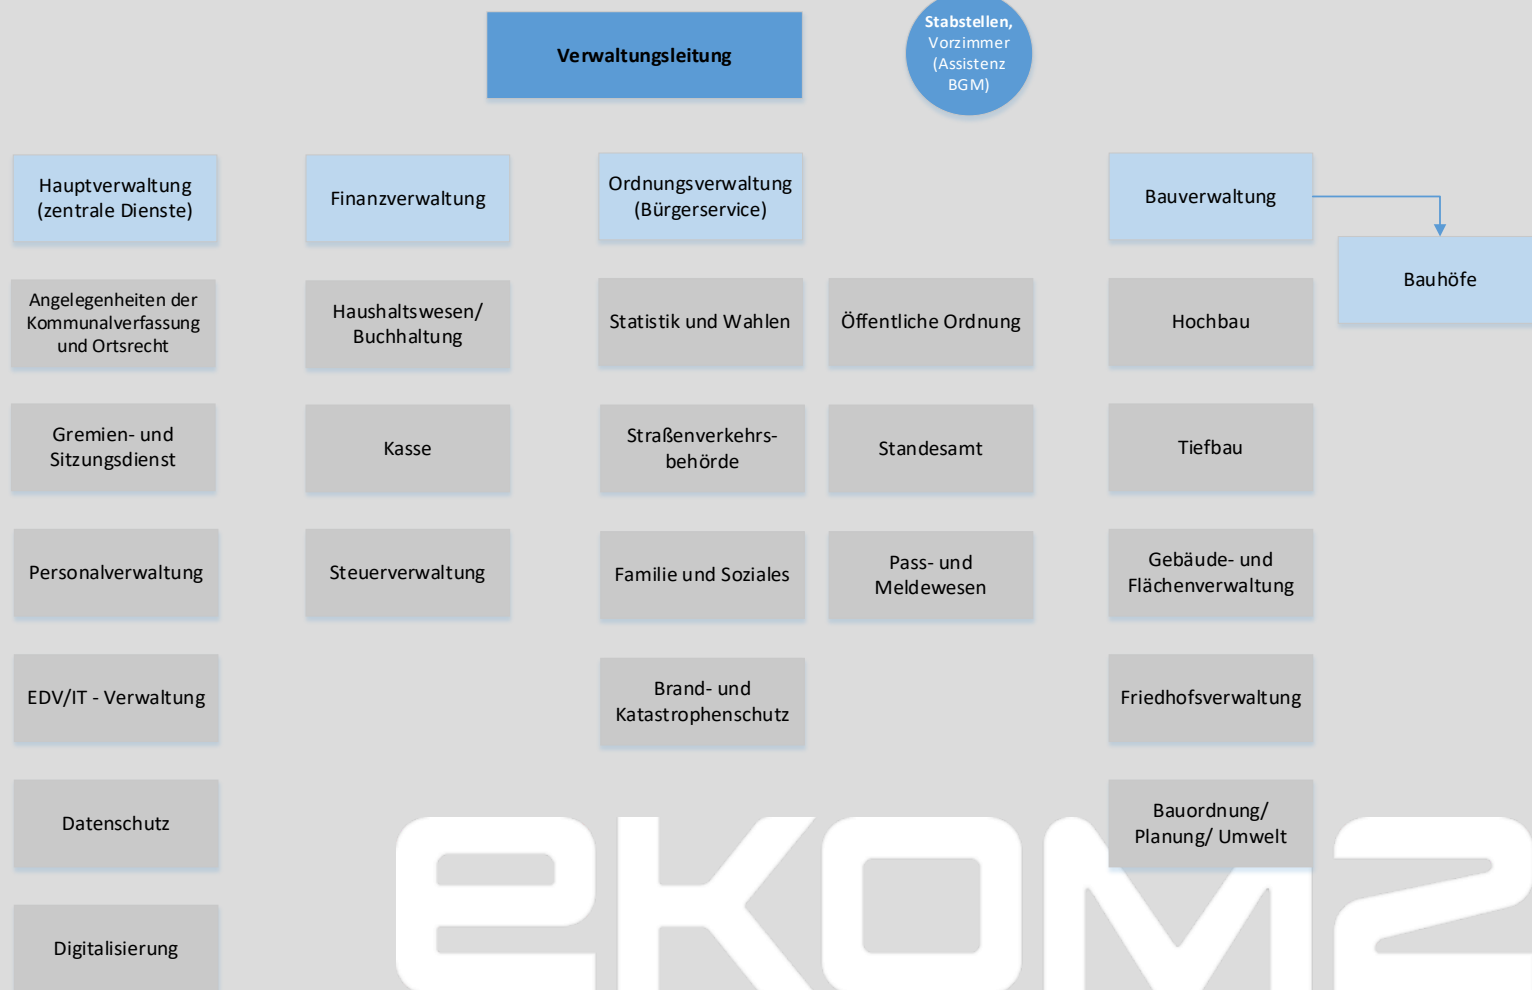 Verwaltungsleitung
Stabstellen,
Vorzimmer
(Assistenz
BGM)
Hauptverwaltung
(zentrale Dienste)
Finanzverwaltung
Ordnungsverwaltung
(Bürgerservice)
Bauverwaltung
Bauhöfe
Angelegenheiten der
Kommunalverfassung
und Ortsrecht
Haushaltswesen/
Buchhaltung
Statistik und Wahlen
Öffentliche Ordnung
Hochbau
Gremien- und
Sitzungsdienst
Kasse
Straßenverkehrs-
behörde
Standesamt
Tiefbau
Personalverwaltung
Steuerverwaltung
Familie und Soziales
Pass- und
Meldewesen
Gebäude- und
Flächenverwaltung
EDV/IT - Verwaltung
Brand- und
Katastrophenschutz
Friedhofsverwaltung
Datenschutz
Bauordnung/
Planung/ Umwelt
Digitalisierung
eKOM2